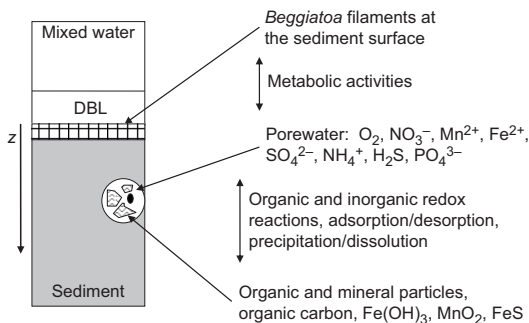 Mixed water
DBL
z
Sediment
Beggiatoa filaments at
the sediment surface
Metabolic activities
Porewater: O₂, NO₃⁻, Mn²⁺, Fe²⁺,
SO₄²⁻, NH₄⁺, H₂S, PO₄³⁻
Organic and inorganic redox
reactions, adsorption/desorption,
precipitation/dissolution
Organic and mineral particles,
organic carbon, Fe(OH)₃, MnO₂, FeS